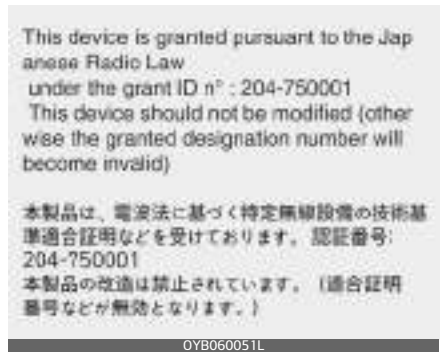 This device is granted pursuant to the Jap
anese Radio Law
under the grant ID n° : 204-750001
This device should not be modified (other
wise the granted designation number will
become invalid)
本製品は、電波法に基づく特定無線設備の技術基
準適合証明などを受けております。 認証番号:
204-750001
本製品の改造は禁止されています。（適合証明
番号などが無効となります。）
OYB060051L